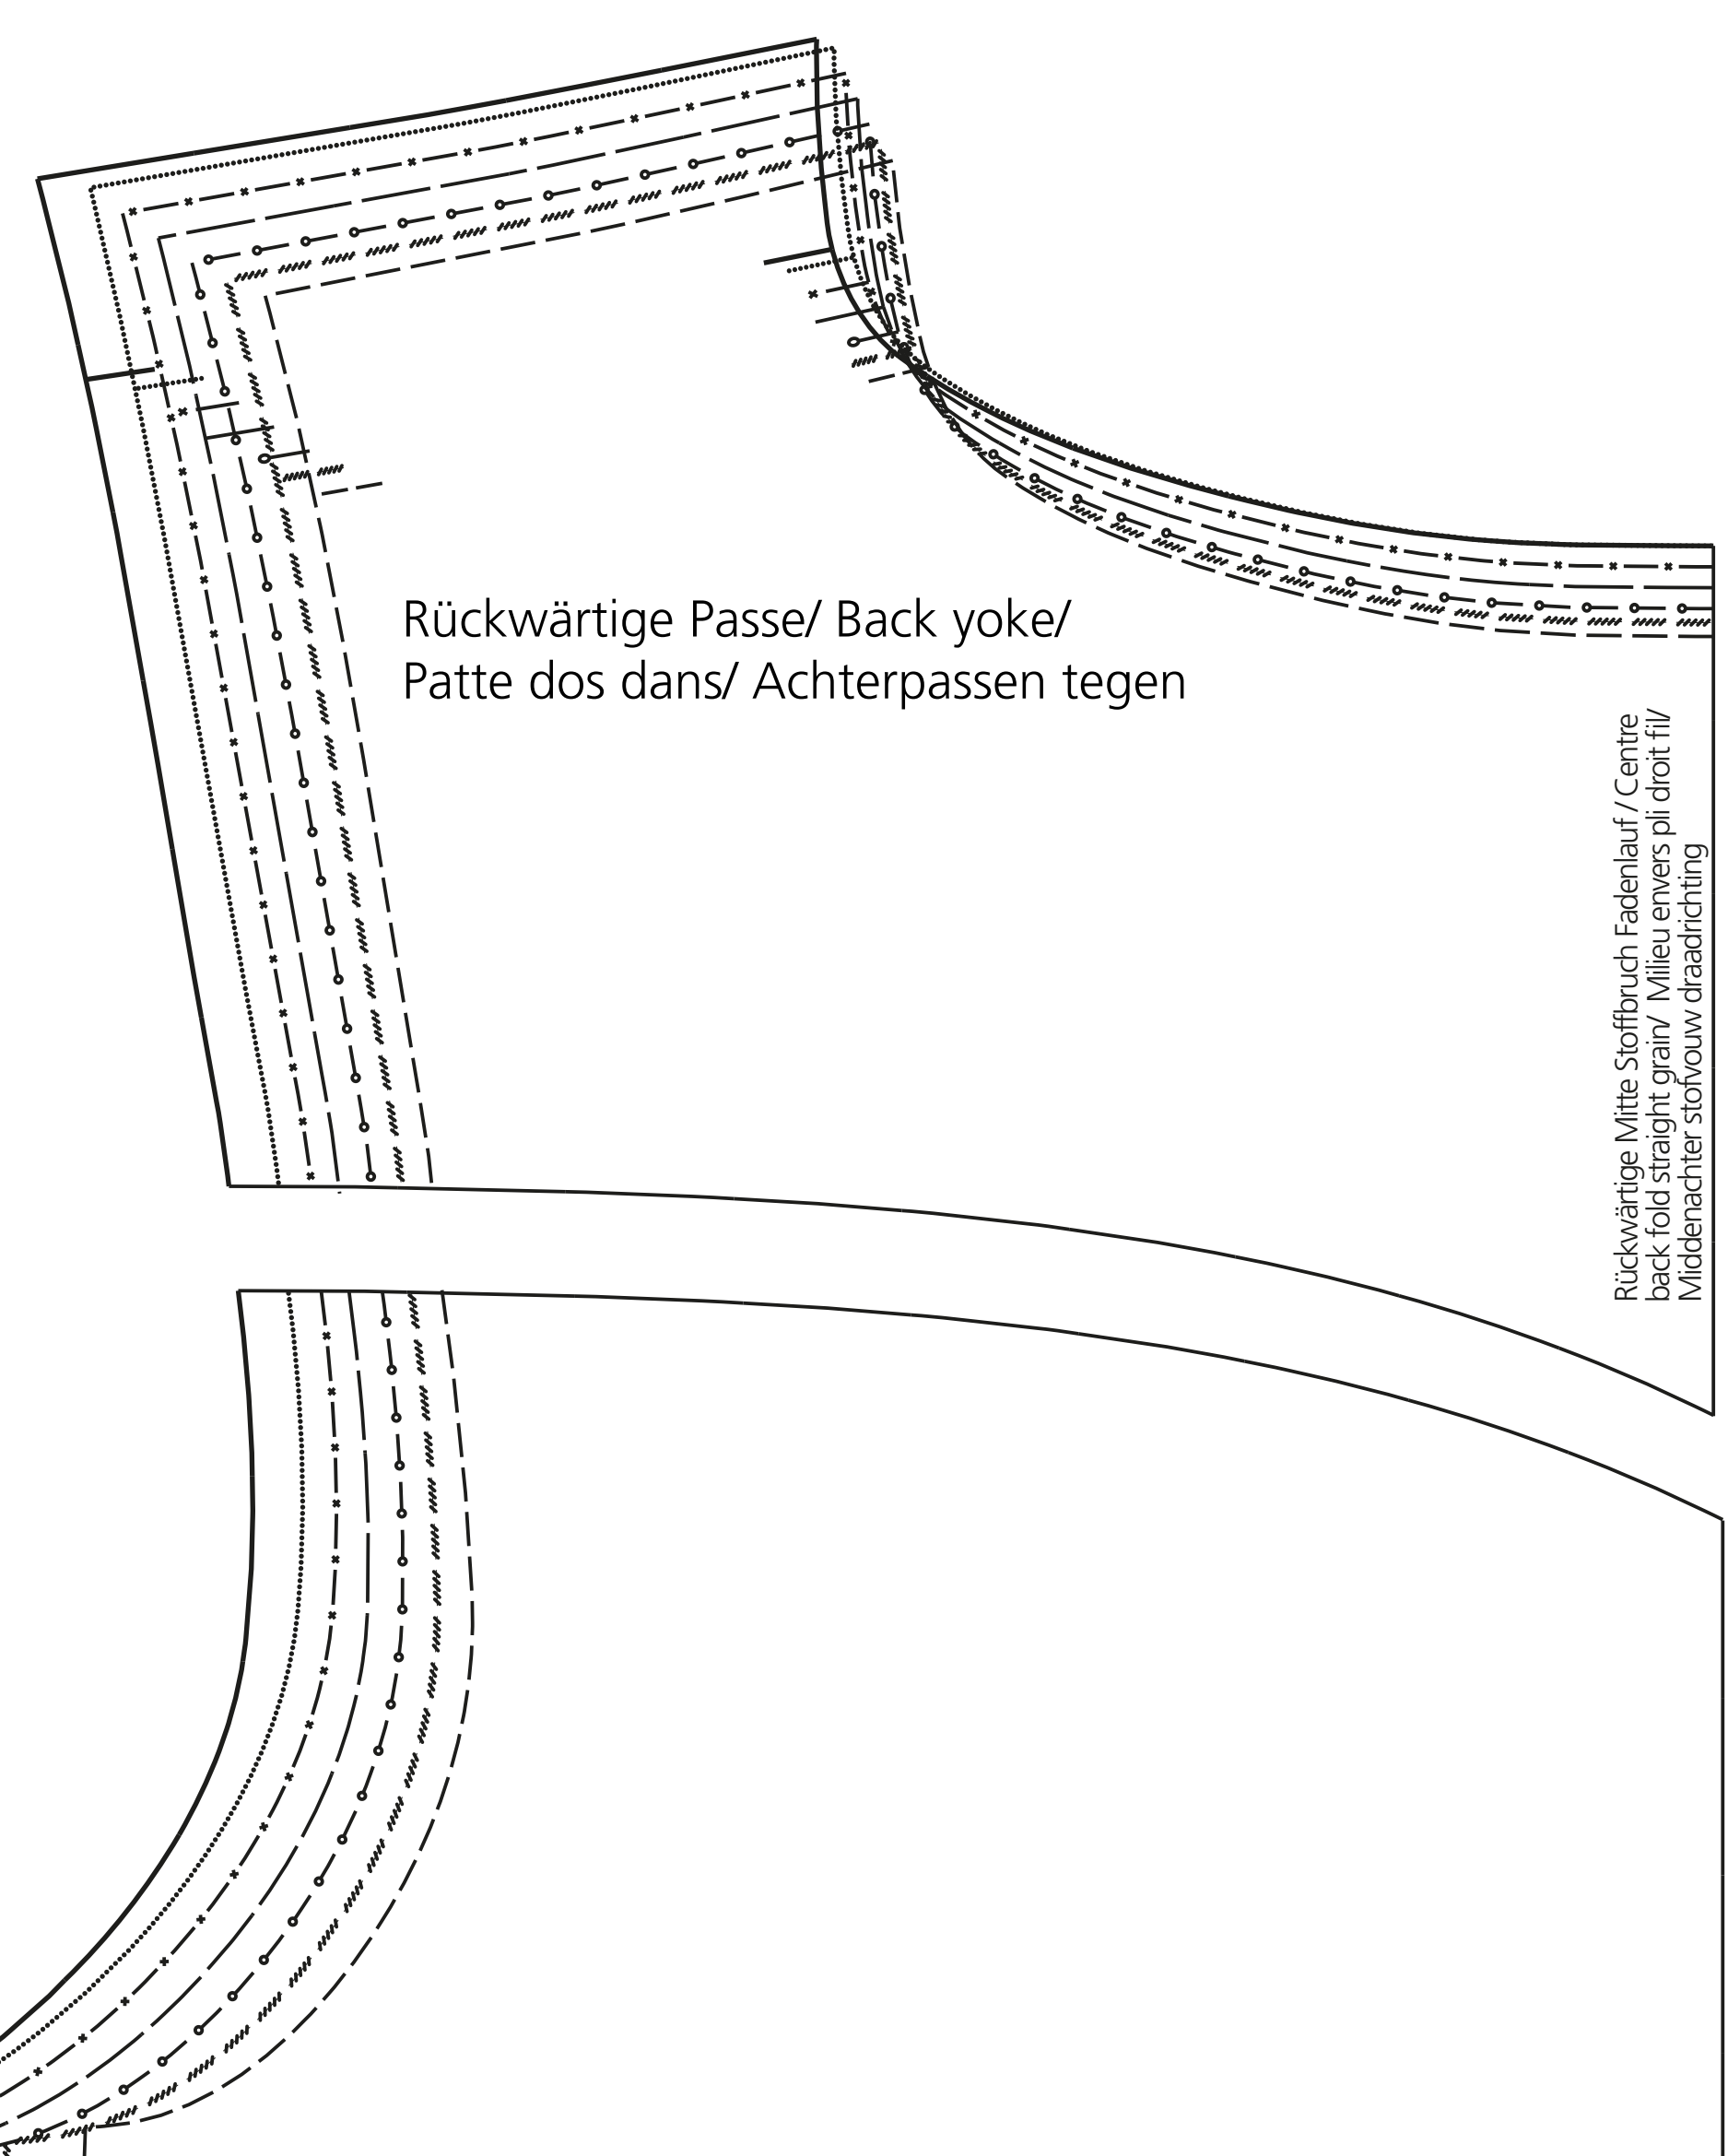 Rückwärtige Passe/ Back yoke/
Patte dos dans/ Achterpassen tegen
Rückwärtige Mitte Stoffbruch Fadenlauf / Centre
back fold straight grain/ Milieu envers pli droit fil/
Middenachter stofvouw draadrichting